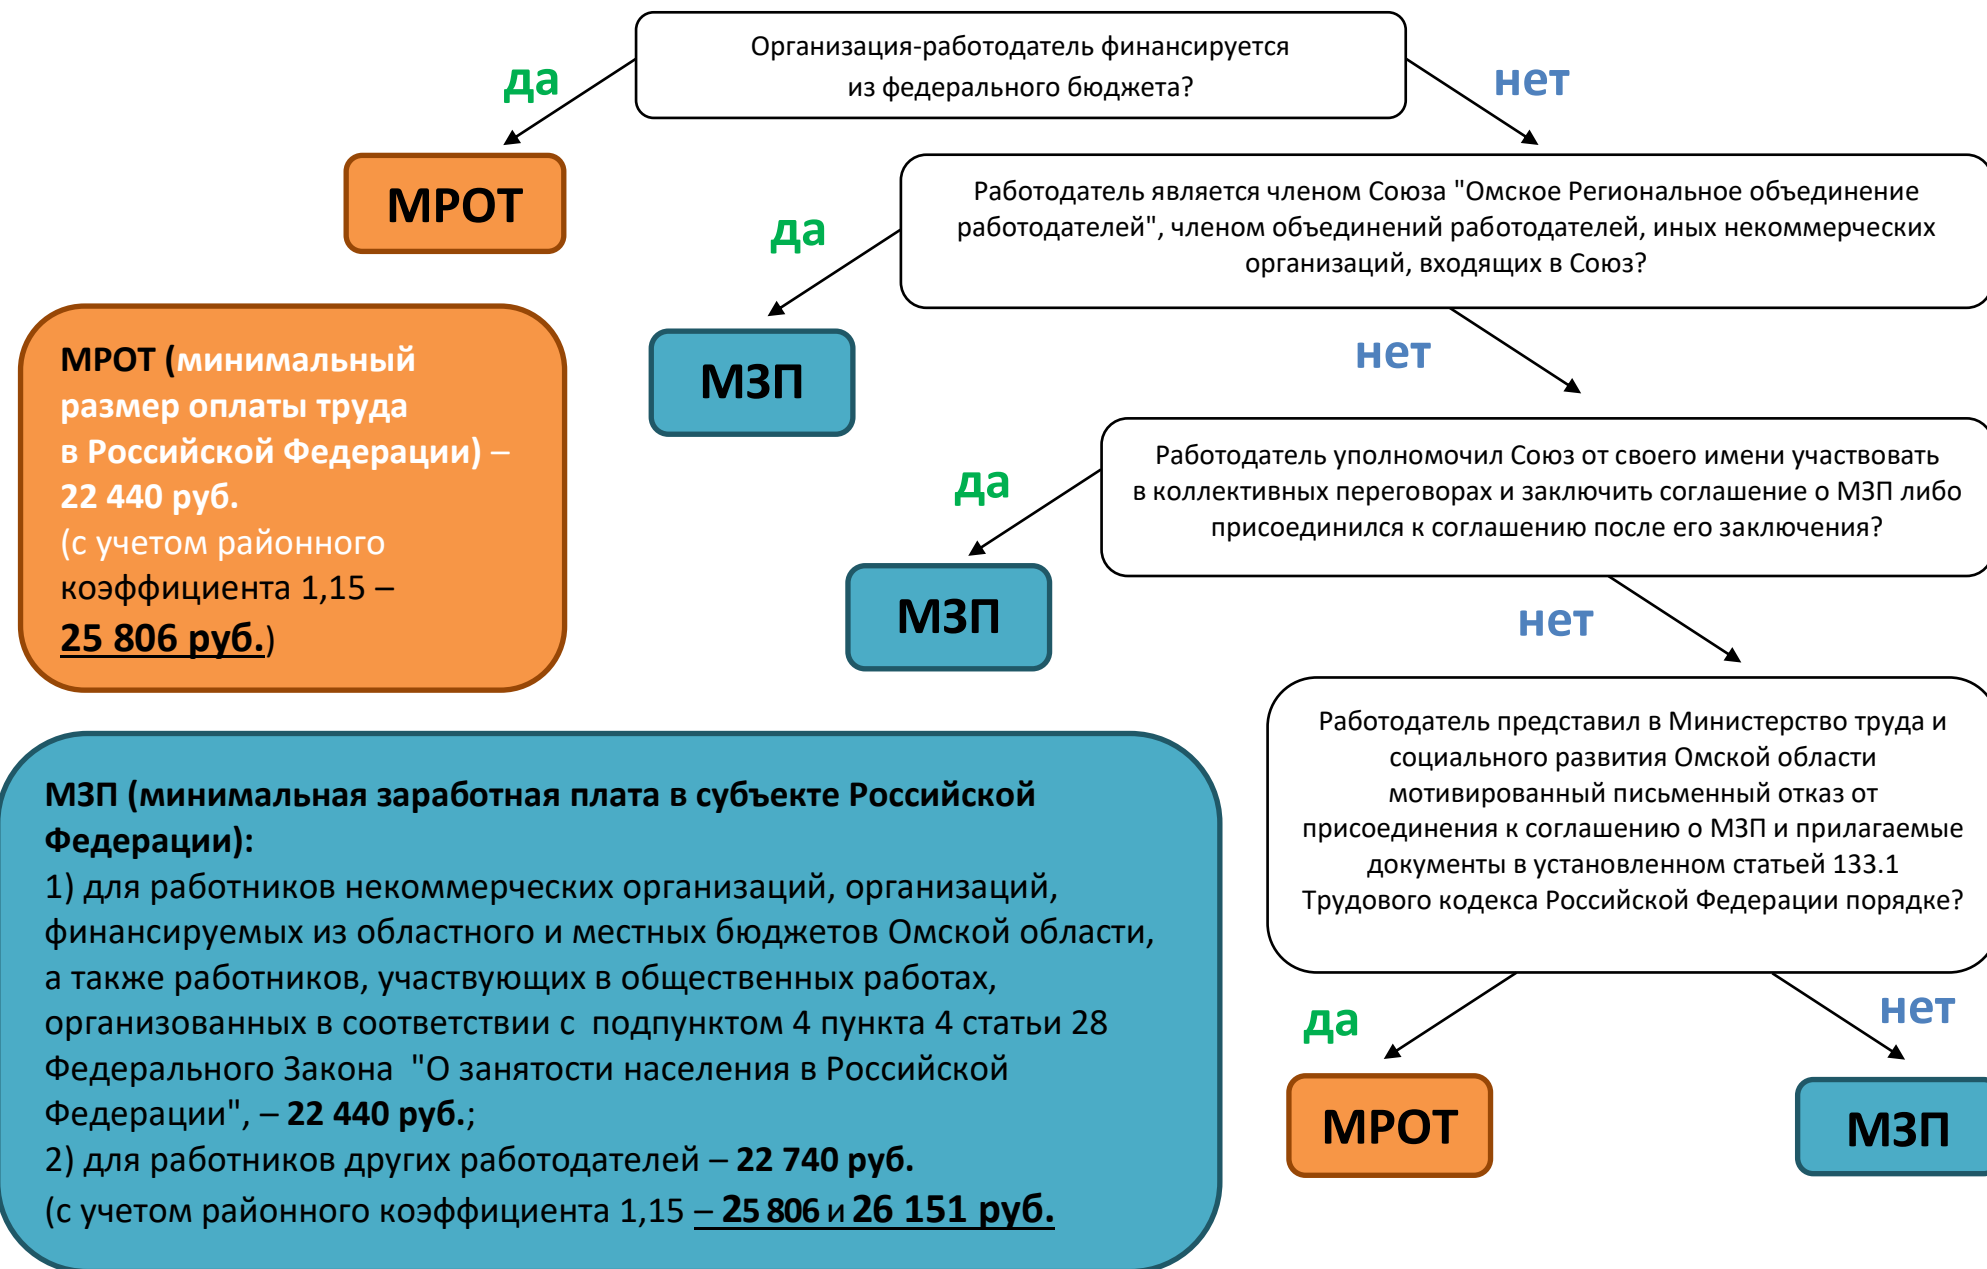 Организация-работодатель финансируется
из федерального бюджета?
да
нет
МРОТ
Работодатель является членом Союза "Омское Региональное объединение
работодателей", членом объединений работодателей, иных некоммерческих
организаций, входящих в Союз?
да
нет
МЗП
МРОТ (минимальный
размер оплаты труда
в Российской Федерации) –
22 440 руб.
(с учетом районного
коэффициента 1,15 –
25 806 руб.)
Работодатель уполномочил Союз от своего имени участвовать
в коллективных переговорах и заключить соглашение о МЗП либо
присоединился к соглашению после его заключения?
да
нет
МЗП
Работодатель представил в Министерство труда и
социального развития Омской области
мотивированный письменный отказ от
присоединения к соглашению о МЗП и прилагаемые
документы в установленном статьей 133.1
Трудового кодекса Российской Федерации порядке?
да
нет
МРОТ
МЗП
МЗП (минимальная заработная плата в субъекте Российской
Федерации):
1) для работников некоммерческих организаций, организаций,
финансируемых из областного и местных бюджетов Омской области,
а также работников, участвующих в общественных работах,
организованных в соответствии с  подпунктом 4 пункта 4 статьи 28
Федерального Закона  "О занятости населения в Российской
Федерации", – 22 440 руб.;
2) для работников других работодателей – 22 740 руб.
(с учетом районного коэффициента 1,15 – 25 806 и 26 151 руб.